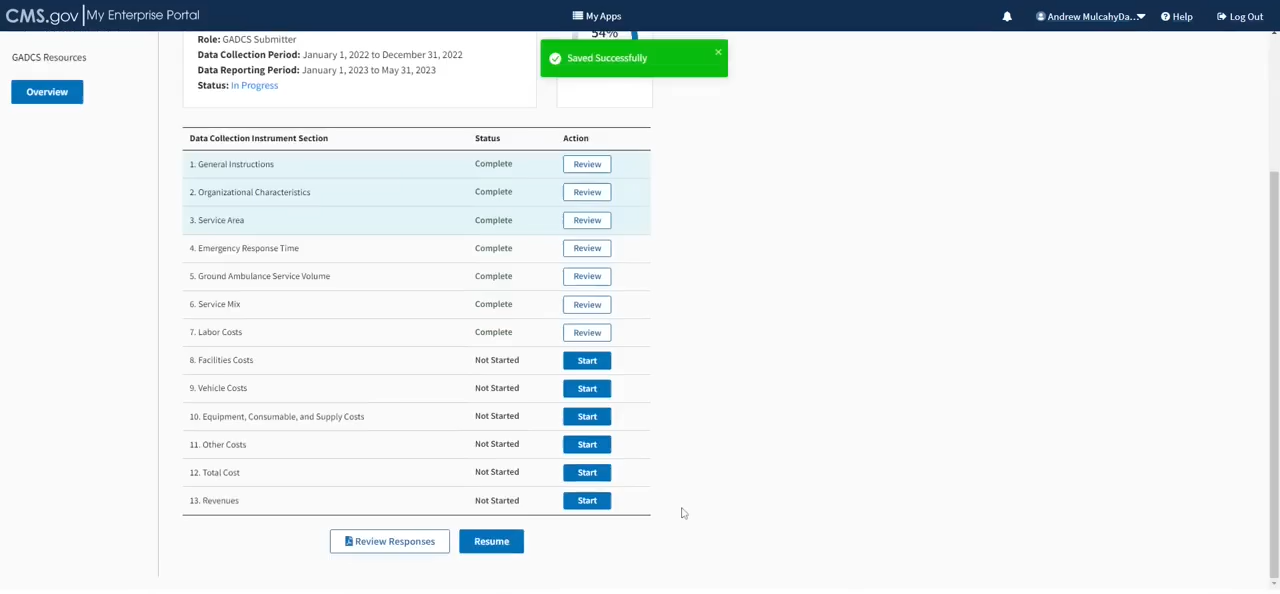 CMS.gov My Enterprise Portal
My Apps
Andrew MulcahyDa...
Help
Log Out
GADCS Resources
Overview
Role: GADCS Submitter
Data Collection Period: January 1, 2022 to December 31, 2022
Data Reporting Period: January 1, 2023 to May 31, 2023
Status: In Progress
54%
Saved Successfully
Data Collection Instrument Section Status Action
1. General Instructions Complete Review
2. Organizational Characteristics Complete Review
3. Service Area Complete Review
4. Emergency Response Time Complete Review
5. Ground Ambulance Service Volume Complete Review
6. Service Mix Complete Review
7. Labor Costs Complete Review
8. Facilities Costs Not Started Start
9. Vehicle Costs Not Started Start
10. Equipment, Consumable, and Supply Costs Not Started Start
11. Other Costs Not Started Start
12. Total Cost Not Started Start
13. Revenues Not Started Start
Review Responses Resume